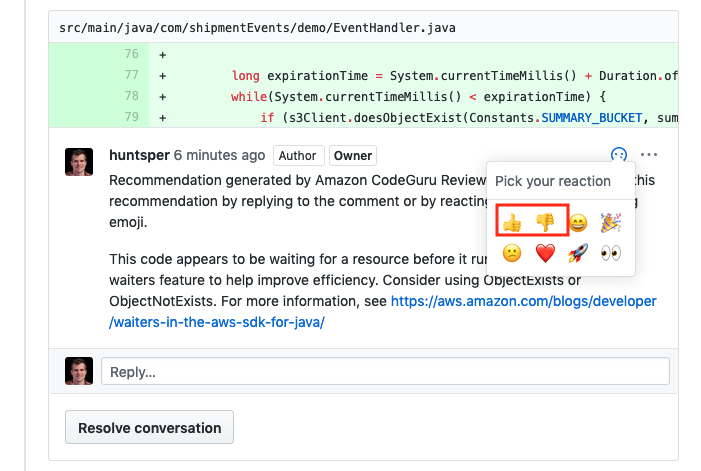 src/main/java/com/shipmentEvents/demo/EventHandler.java
76 +
77 + long expirationTime = System.currentTimeMillis() + Duration.of
78 + while(System.currentTimeMillis() < expirationTime) {
79 + if (s3Client.doesObjectExist(Constants.SUMMARY_BUCKET, sum
huntsper 6 minutes ago Author Owner
Pick your reaction
Recommendation generated by Amazon CodeGuru Review this
recommendation by replying to the comment or by reacting g
emoji.
This code appears to be waiting for a resource before it run
waiters feature to help improve efficiency. Consider using ObjectExists or
ObjectNotExists. For more information, see https://aws.amazon.com/blogs/developer
/waiters-in-the-aws-sdk-for-java/
Reply...
Resolve conversation